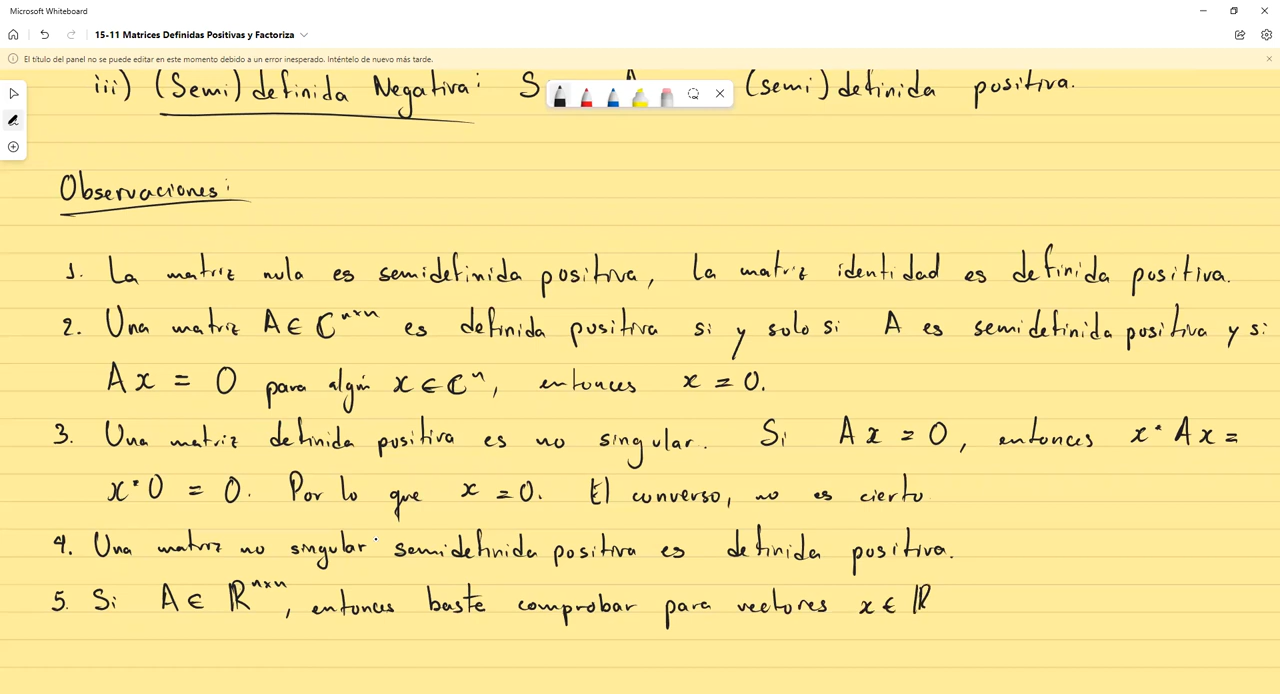 Microsoft Whiteboard
15-11 Matrices Definidas Positivas y Factoriza
El título del panel no se puede editar en este momento debido a un error inesperado. Inténtelo de nuevo más tarde.
iii) (Semi) definida Negativa: S (semi) definida positiva.
Observaciones:
1. La matriz nula es semidefinida positiva, la matriz identidad es definida positiva.
2. Una matriz A ∈ ℂⁿˣⁿ es definida positiva si y solo si A es semidefinida positiva y si
Ax = 0 para algún x ∈ ℂⁿ, entonces x = 0.
3. Una matriz definida positiva es no singular. Si Ax = 0, entonces x* Ax =
x* 0 = 0. Por lo que x = 0. El converso, no es cierto
4. Una matriz no singular semidefinida positiva es definida positiva.
5. Si A ∈ ℝⁿˣⁿ, entonces baste comprobar para vectores x ∈ ℝ